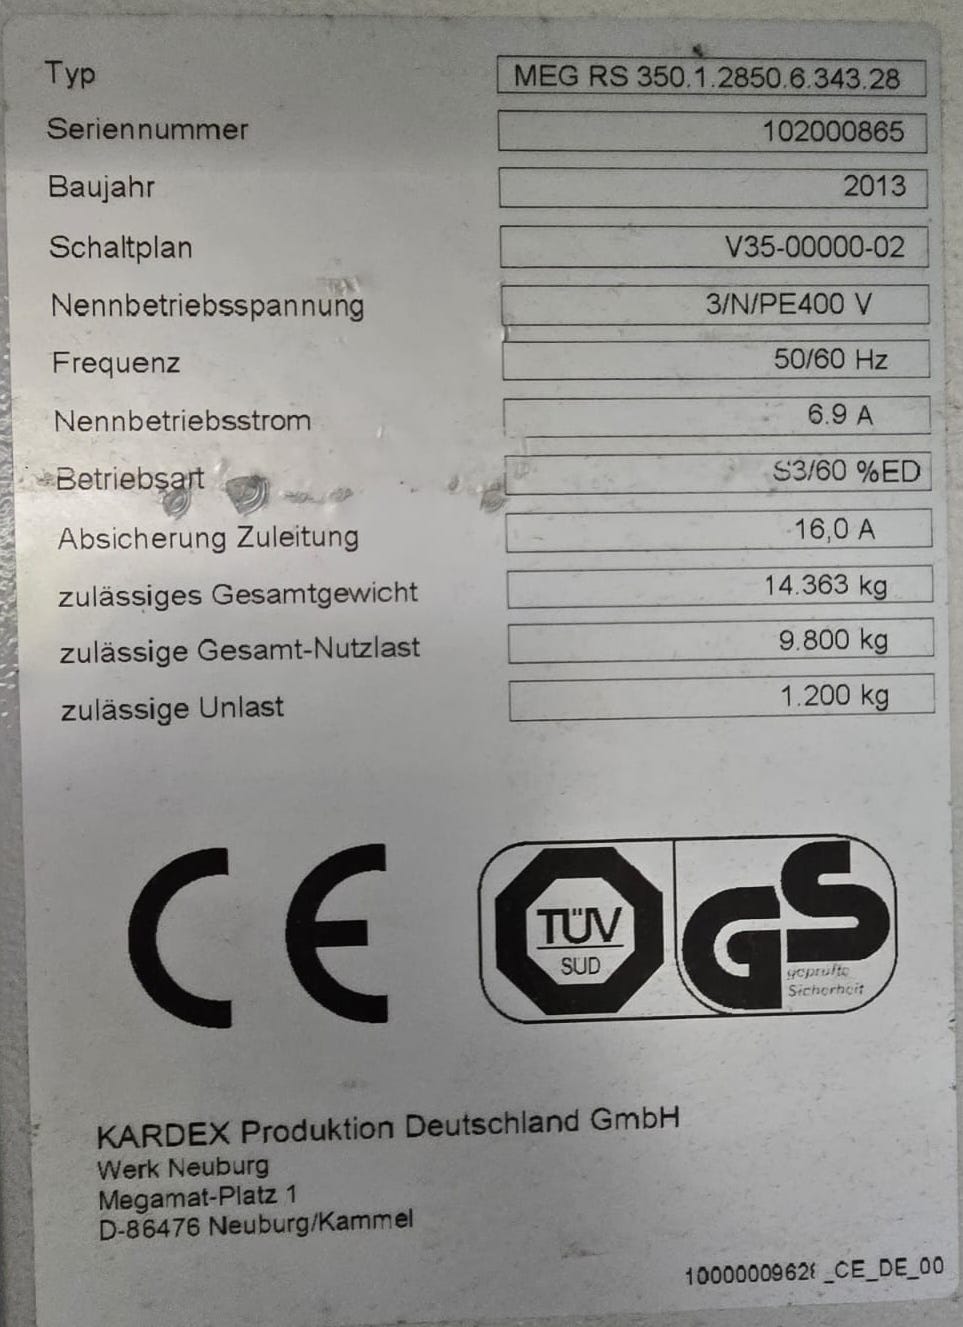 Typ MEG RS 350.1.2850.6.343.28
Seriennummer 102000865
Baujahr 2013
Schaltplan V35-00000-02
Nennbetriebsspannung 3/N/PE400 V
Frequenz 50/60 Hz
Nennbetriebsstrom 6.9 A
Betriebsart S3/60 %ED
Absicherung Zuleitung 16,0 A
zulässiges Gesamtgewicht 14.363 kg
zulässige Gesamt-Nutzlast 9.800 kg
zulässige Unlast 1.200 kg
CE
TÜV
SÜD
GS
geprüfte
Sicherheit
KARDEX Produktion Deutschland GmbH
Werk Neuburg
Megamat-Platz 1
D-86476 Neuburg/Kammel
_CE_DE_00